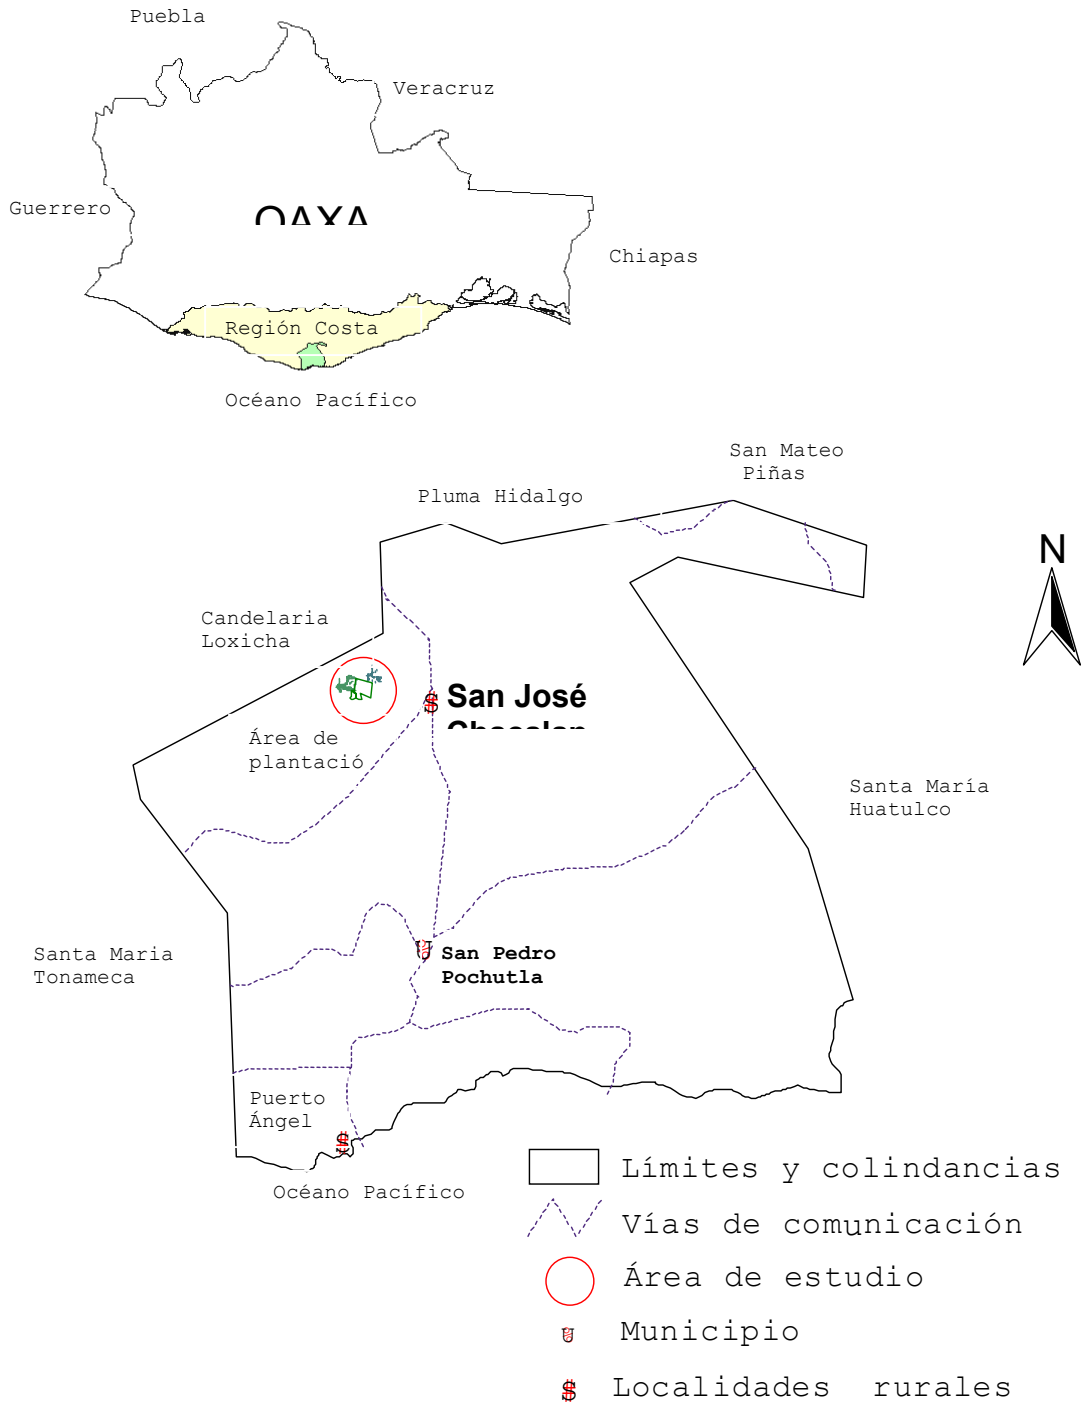 Puebla
Veracruz
Guerrero
OAXA
Chiapas
Región Costa
Océano Pacífico
San Mateo
Piñas
Pluma Hidalgo
N
Candelaria
Loxicha
San José
Chacalap
Área de
plantació
Santa María
Huatulco
Santa Maria
Tonameca
San Pedro
Pochutla
Puerto
Ángel
Océano Pacífico
Límites y colindancias
Vías de comunicación
Área de estudio
Municipio
Localidades rurales